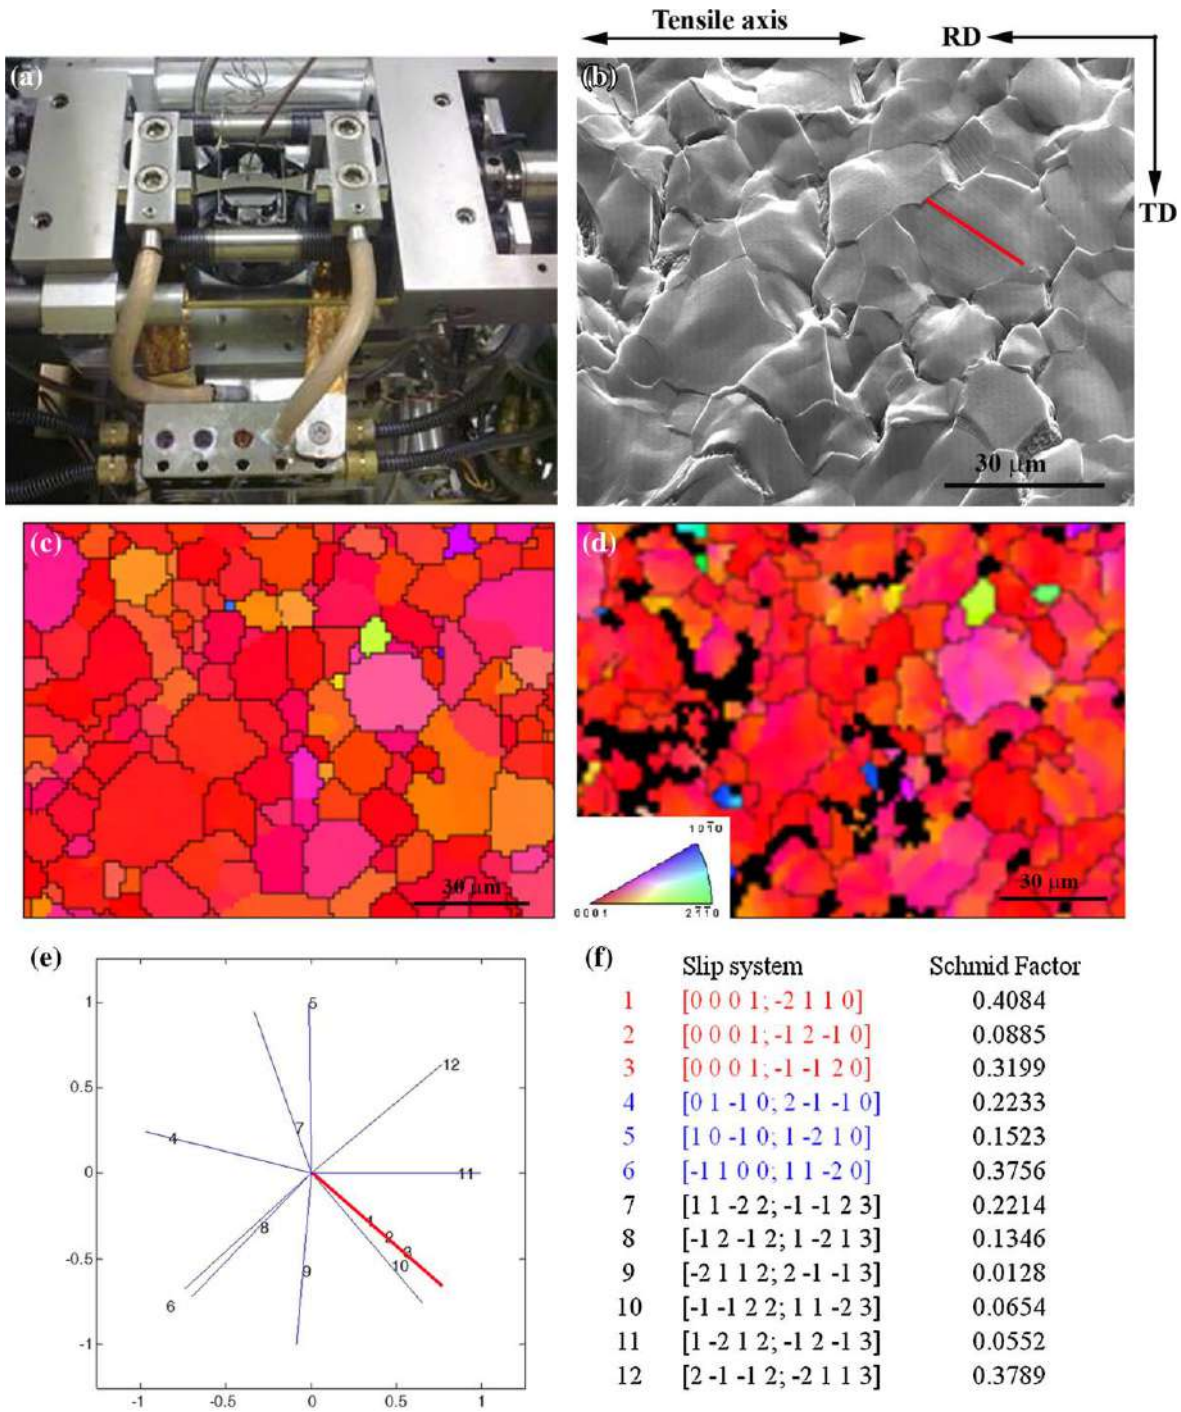 Tensile axis
RD
(a)
(b)
TD
30 μm
(c)
(d)
10-10
0001
2-1-10
30 μm
30 μm
(e)
(f)
Slip system Schmid Factor
1 [0 0 0 1; -2 1 1 0] 0.4084
2 [0 0 0 1; -1 2 -1 0] 0.0885
3 [0 0 0 1; -1 -1 2 0] 0.3199
4 [0 1 -1 0; 2 -1 -1 0] 0.2233
5 [1 0 -1 0; 1 -2 1 0] 0.1523
6 [-1 1 0 0; 1 1 -2 0] 0.3756
7 [1 1 -2 2; -1 -1 2 3] 0.2214
8 [-1 2 -1 2; 1 -2 1 3] 0.1346
9 [-2 1 1 2; 2 -1 -1 3] 0.0128
10 [-1 -1 2 2; 1 1 -2 3] 0.0654
11 [1 -2 1 2; -1 2 -1 3] 0.0552
12 [2 -1 -1 2; -2 1 1 3] 0.3789
1
0.5
0
-0.5
-1
5
12
7
4
11
1
2
3
8
10
9
6
-1 0 0.5 1